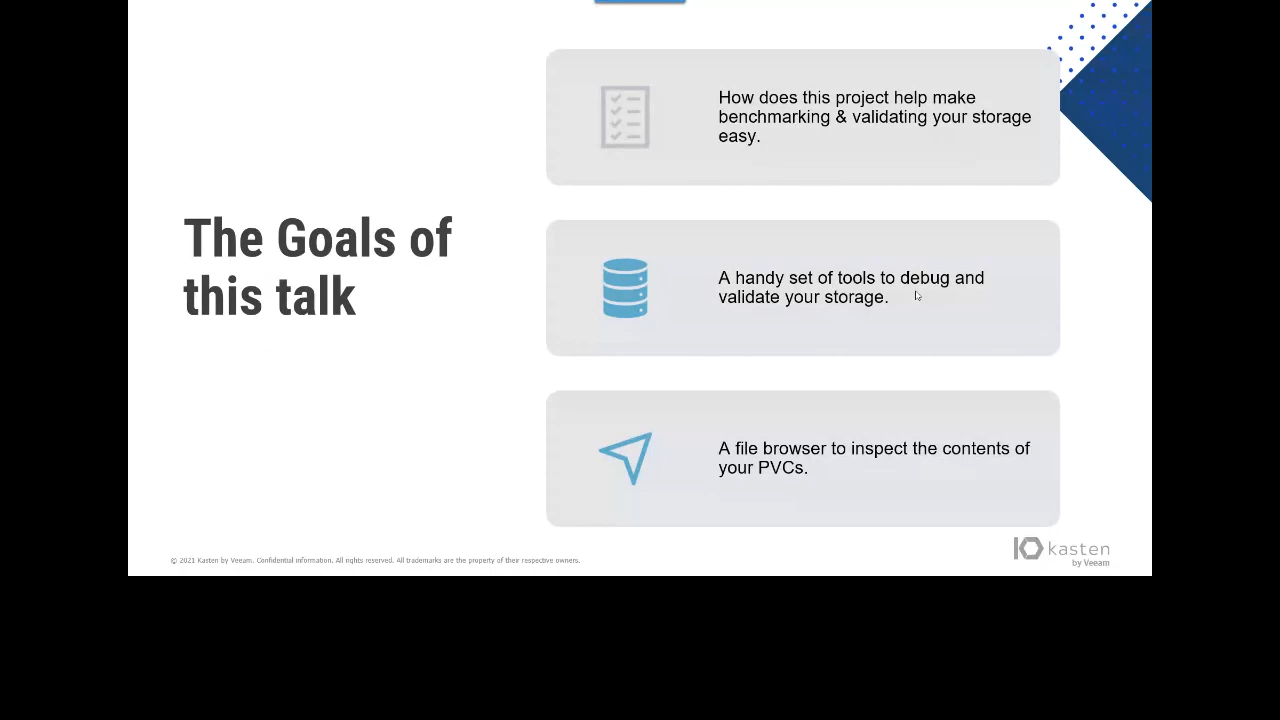 The Goals of
this talk
How does this project help make
benchmarking & validating your storage
easy.
A handy set of tools to debug and
validate your storage.
A file browser to inspect the contents of
your PVCs.
© 2021 Kasten by Veeam. Confidential information. All rights reserved. All trademarks are the property of their respective owners.
kasten
by Veeam